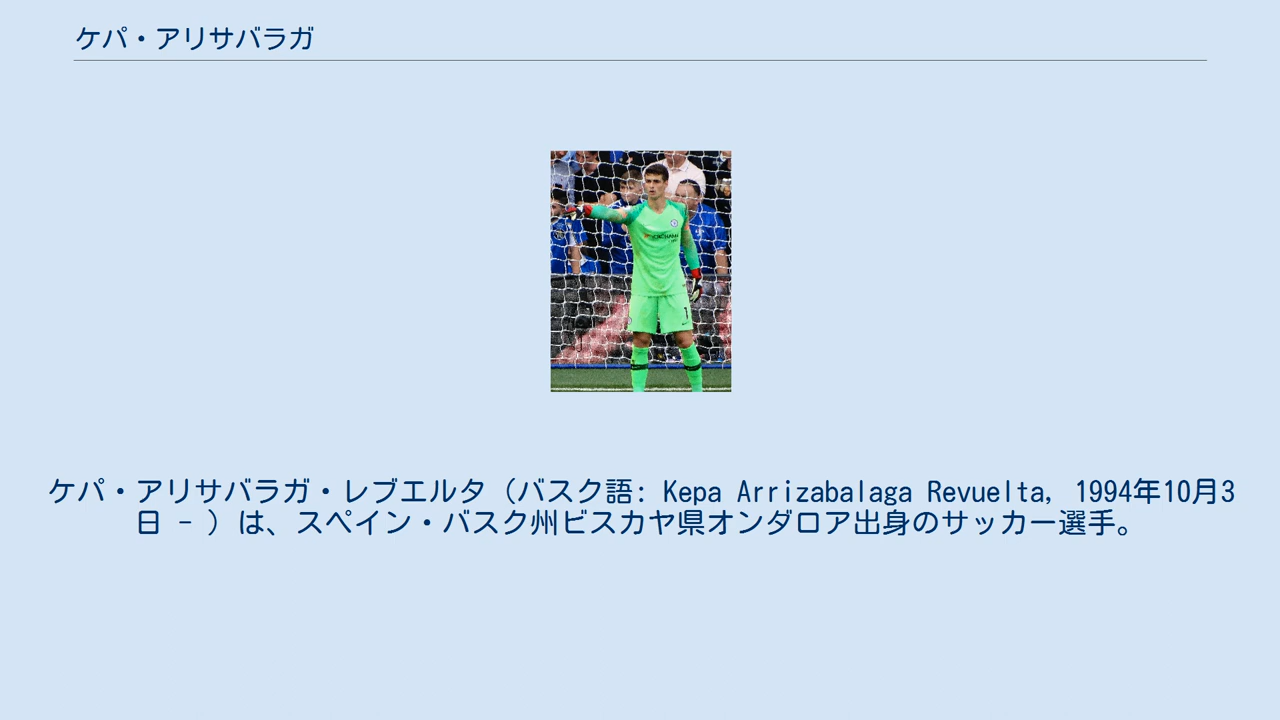 ケパ・アリサバラガ
ケパ・アリサバラガ・レブエルタ（バスク語: Kepa Arrizabalaga Revuelta, 1994年10月3
日 - ）は、スペイン・バスク州ビスカヤ県オンダロア出身のサッカー選手。